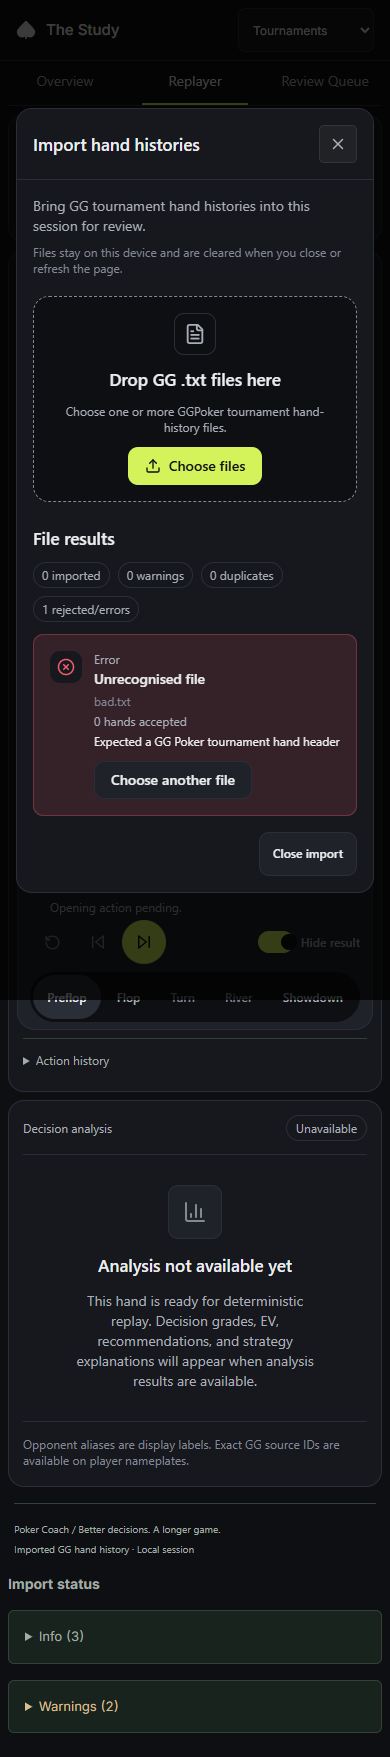 The Study
Tournaments
Overview
Replayer
Review Queue
Import hand histories
Bring GG tournament hand histories into this
session for review.
Files stay on this device and are cleared when you close or
refresh the page.
Drop GG .txt files here
Choose one or more GGPoker tournament hand-
history files.
Choose files
File results
0 imported
0 warnings
0 duplicates
1 rejected/errors
Error
Unrecognised file
bad.txt
0 hands accepted
Expected a GG Poker tournament hand header
Choose another file
Close import
Opening action pending.
Hide result
Preflop
Flop
Turn
River
Showdown
Action history
Decision analysis
Unavailable
Analysis not available yet
This hand is ready for deterministic
replay. Decision grades, EV,
recommendations, and strategy
explanations will appear when analysis
results are available.
Opponent aliases are display labels. Exact GG source IDs are
available on player nameplates.
Poker Coach / Better decisions. A longer game.
Imported GG hand history · Local session
Import status
Info (3)
Warnings (2)